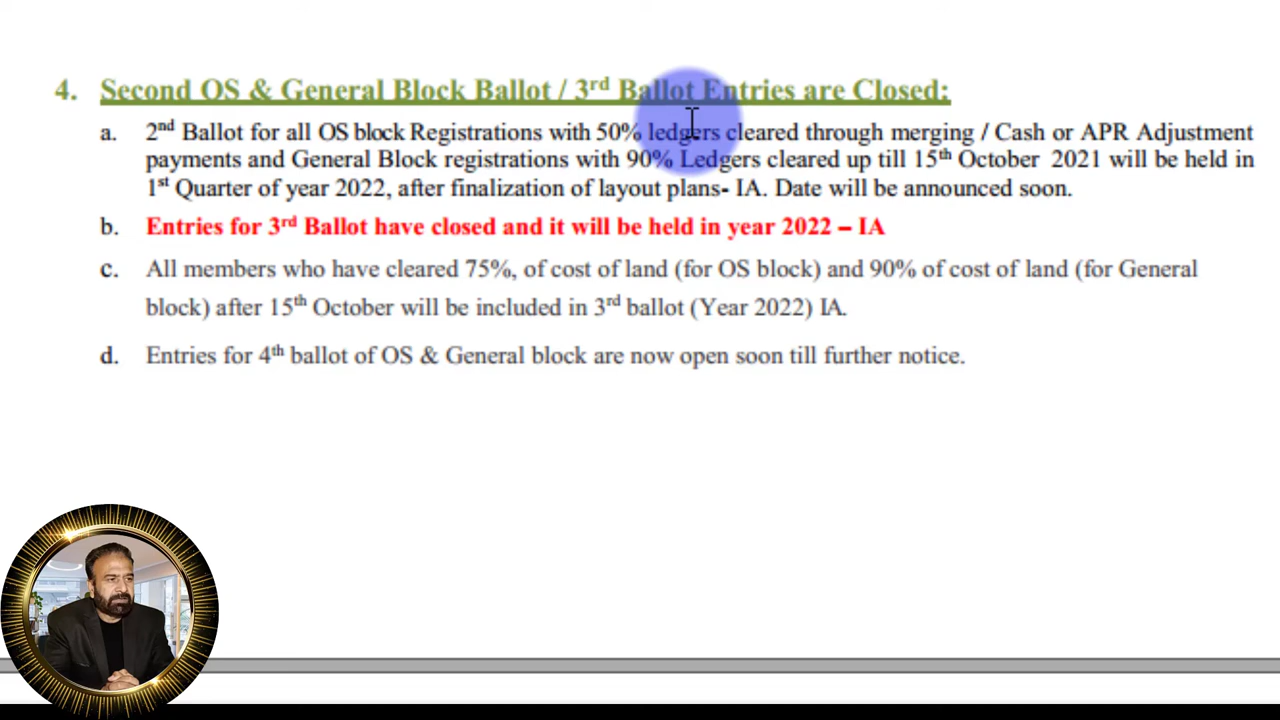 4. Second OS & General Block Ballot / 3rd Ballot Entries are Closed:
a. 2nd Ballot for all OS block Registrations with 50% ledgers cleared through merging / Cash or APR Adjustment
payments and General Block registrations with 90% Ledgers cleared up till 15th October 2021 will be held in
1st Quarter of year 2022, after finalization of layout plans- IA. Date will be announced soon.
b. Entries for 3rd Ballot have closed and it will be held in year 2022 – IA
c. All members who have cleared 75%, of cost of land (for OS block) and 90% of cost of land (for General
block) after 15th October will be included in 3rd ballot (Year 2022) IA.
d. Entries for 4th ballot of OS & General block are now open soon till further notice.